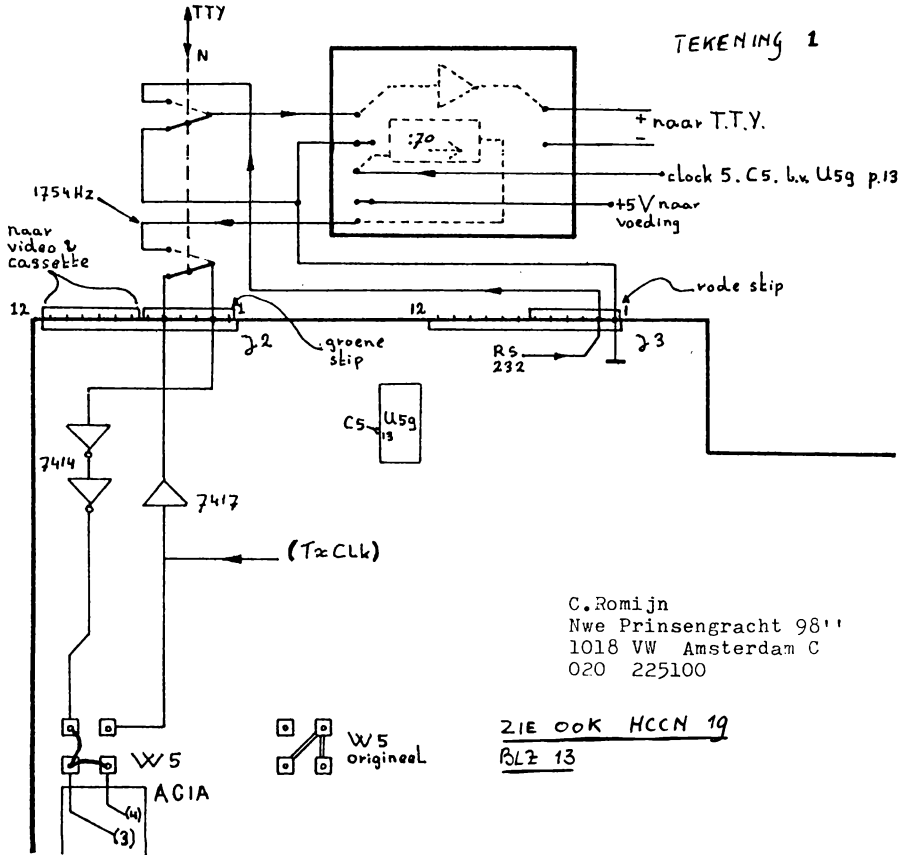 TTY
N
TEKENING 1
:70
+ naar T.T.Y.
-
clock 5. C5. b.v. U5g p.13
+5V naar
voeding
1754Hz
naar
video &
cassette
12
1
J2
groene
stip
12
1
J3
rode stip
RS
232
C5
U5g
13
7414
7417
(TxCLk)
C.Romijn
Nwe Prinsengracht 98''
1018 VW Amsterdam C
020 225100
W5
W5
origineel
ZIE OOK HCCN 19
BLZ 13
ACIA
(4)
(3)